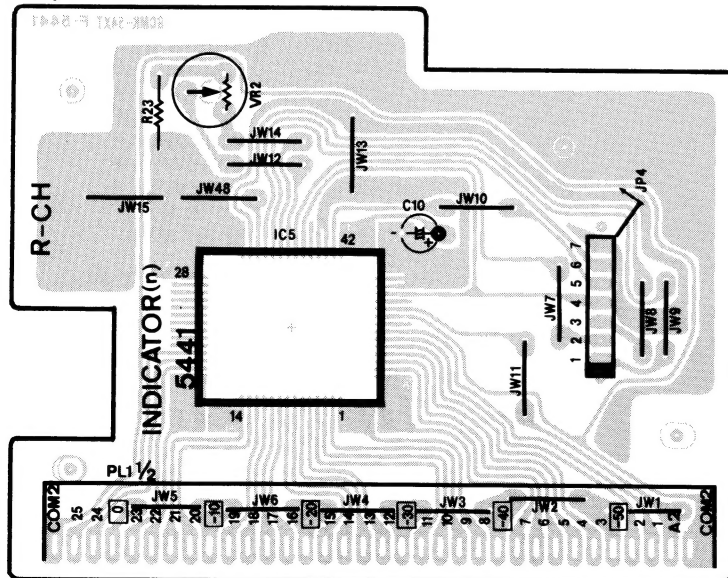 8CMK-5AXT F-5441
R23
VR2
JW14
JW12
JW13
JW15
JW48
C10
JW10
JP4
R-CH
IC5
42
-
+
28
INDICATOR(n)
5441
14
1
JW7
JW11
1 2 3 4 5 6 7
JW8
JW9
PL1 1/2
COM2
25
24
0
JW5
23
22
21
20
-10
JW6
19
18
17
16
-20
JW4
15
14
13
12
-30
JW3
11
10
9
8
-40
JW2
7
6
5
4
3
-50
JW1
2
1
A2
COM2